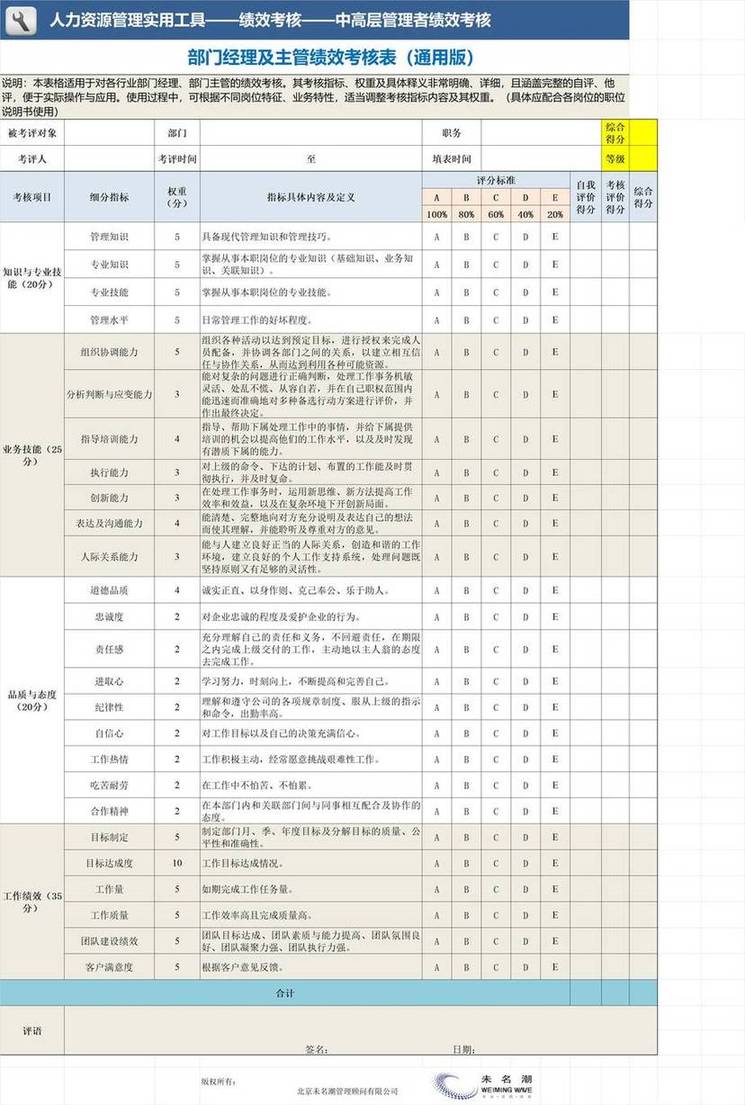 人力资源管理实用工具——绩效考核——中高层管理者绩效考核
部门经理及主管绩效考核表（通用版）
说明：本表格适用于对各行业部门经理、部门主管的绩效考核。其考核指标、权重及具体释义非常明确、详细，且涵盖完整的自评、他
评，便于实际操作与应用。使用过程中，可根据不同岗位特征、业务特性，适当调整考核指标内容及其权重。（具体应配合各岗位的职位
说明书使用）
被考评对象 部门 职务 综合
得分
考评人 考评时间 至 填表时间 等级
考核项目 细分指标 权重
（分） 指标具体内容及定义 评分标准 自我
评价
得分 考核
评价
得分 综合
得分
A B C D E
100% 80% 60% 40% 20%
知识与专业技
能（20分）
管理知识 5 具备现代管理知识和管理技巧。 A B C D E
专业知识 5 掌握从事本职岗位的专业知识（基础知识、业务知
识、关联知识）。 A B C D E
专业技能 5 掌握从事本职岗位的专业技能。 A B C D E
管理水平 5 日常管理工作的好坏程度。 A B C D E
业务技能（25
分）
组织协调能力 5 组织各种活动以达到预定目标，进行授权来完成人
员配备，并协调各部门之间的关系，以建立相互信
任与协作关系，从而达到利用各种可能资源。 A B C D E
分析判断与应变能力 3 能对复杂的问题进行正确判断，处理工作事务机敏
灵活、处乱不慌、从容自若，并在自己职权范围内
能迅速而准确地对多种备选行动方案进行评价，并
作出最终决定。 A B C D E
指导培训能力 4 指导、帮助下属处理工作中的事情，并给下属提供
培训的机会以提高他们的工作水平，以及及时发现
有潜质下属的能力。 A B C D E
执行能力 3 对上级的命令、下达的计划、布置的工作能及时贯
彻执行，并及时复命。 A B C D E
创新能力 3 在处理工作事务时，运用新思维、新方法提高工作
效率和效益，以及在复杂环境下开创新局面。 A B C D E
表达及沟通能力 4 能清楚、完整地向对方充分说明及表达自己的想法
而使其理解，并能聆听及尊重对方的意见。 A B C D E
人际关系能力 3 能与人建立良好正当的人际关系，创造和谐的工作
环境，建立良好的个人工作支持系统，处理问题既
坚持原则又有足够的灵活性。 A B C D E
品质与态度
（20分）
道德品质 4 诚实正直、以身作则、克己奉公、乐于助人。 A B C D E
忠诚度 2 对企业忠诚的程度及爱护企业的行为。 A B C D E
责任感 2 充分理解自己的责任和义务，不回避责任，在期限
之内完成上级交付的工作，主动地以主人翁的态度
去完成工作。 A B C D E
进取心 2 学习努力，时刻向上，不断提高和完善自己。 A B C D E
纪律性 2 理解和遵守公司的各项规章制度、服从上级的指示
和命令，出勤率高。 A B C D E
自信心 2 对工作目标以及自己的决策充满信心。 A B C D E
工作热情 2 工作积极主动，经常愿意挑战艰难性工作。 A B C D E
吃苦耐劳 2 在工作中不怕苦、不怕累。 A B C D E
合作精神 2 在本部门内和关联部门间与同事相互配合及协作的
态度。 A B C D E
工作绩效（35
分）
目标制定 5 制定部门月、季、年度目标及分解目标的质量、公
平性和准确性。 A B C D E
目标达成度 10 工作目标达成情况。 A B C D E
工作量 5 如期完成工作任务量。 A B C D E
工作质量 5 工作效率高且完成质量高。 A B C D E
团队建设绩效 5 团队目标达成、团队素质与能力提高、团队氛围良
好、团队凝聚力强、团队执行力强。 A B C D E
客户满意度 5 根据客户意见反馈。 A B C D E
合计
评语
签名： 日期：
版权所有：
北京未名潮管理顾问有限公司
未名潮
WEIMING WAVE